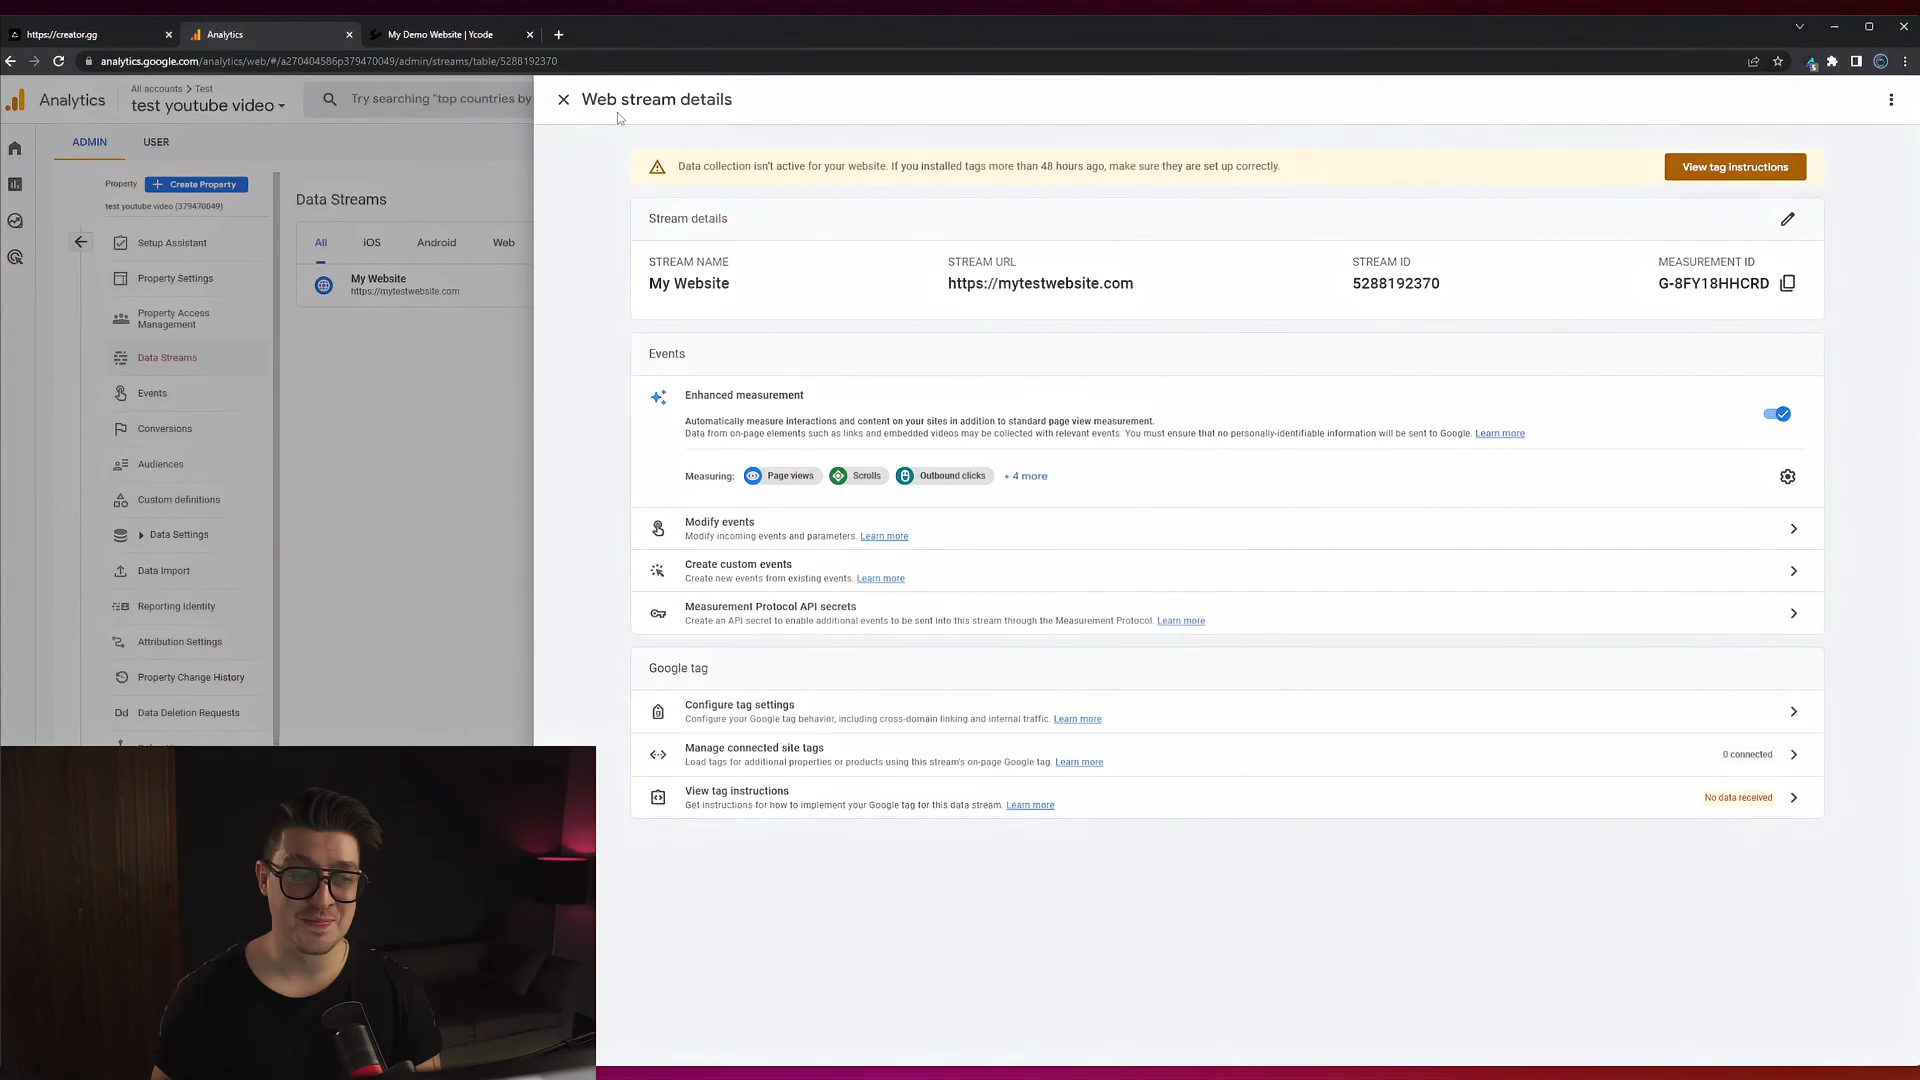 https://creator.gg
Analytics
My Demo Website | Ycode
analytics.google.com/analytics/web/#/a270404586p379470049/admin/streams/table/5288192370
Analytics
All accounts > Test
test youtube video
Try searching "top countries by
Web stream details
ADMIN
USER
Data collection isn't active for your website. If you installed tags more than 48 hours ago, make sure they are set up correctly.
View tag instructions
Property
Create Property
test youtube video (379470049)
Setup Assistant
Property Settings
Property Access
Management
Data Streams
Events
Conversions
Audiences
Custom definitions
Data Settings
Data Import
Reporting Identity
Attribution Settings
Property Change History
Dd Data Deletion Requests
Data Streams
All
iOS
Android
Web
My Website
https://mytestwebsite.com
Stream details
STREAM NAME
My Website
STREAM URL
https://mytestwebsite.com
STREAM ID
5288192370
MEASUREMENT ID
G-8FY18HHCRD
Events
Enhanced measurement
Automatically measure interactions and content on your sites in addition to standard page view measurement.
Data from on-page elements such as links and embedded videos may be collected with relevant events. You must ensure that no personally-identifiable information will be sent to Google. Learn more
Measuring: Page views Scrolls Outbound clicks + 4 more
Modify events
Modify incoming events and parameters. Learn more
Create custom events
Create new events from existing events. Learn more
Measurement Protocol API secrets
Create an API secret to enable additional events to be sent into this stream through the Measurement Protocol. Learn more
Google tag
Configure tag settings
Configure your Google tag behavior, including cross-domain linking and internal traffic. Learn more
Manage connected site tags
Load tags for additional properties or products using this stream's on-page Google tag. Learn more
0 connected
View tag instructions
Get instructions for how to implement your Google tag for this data stream. Learn more
No data received